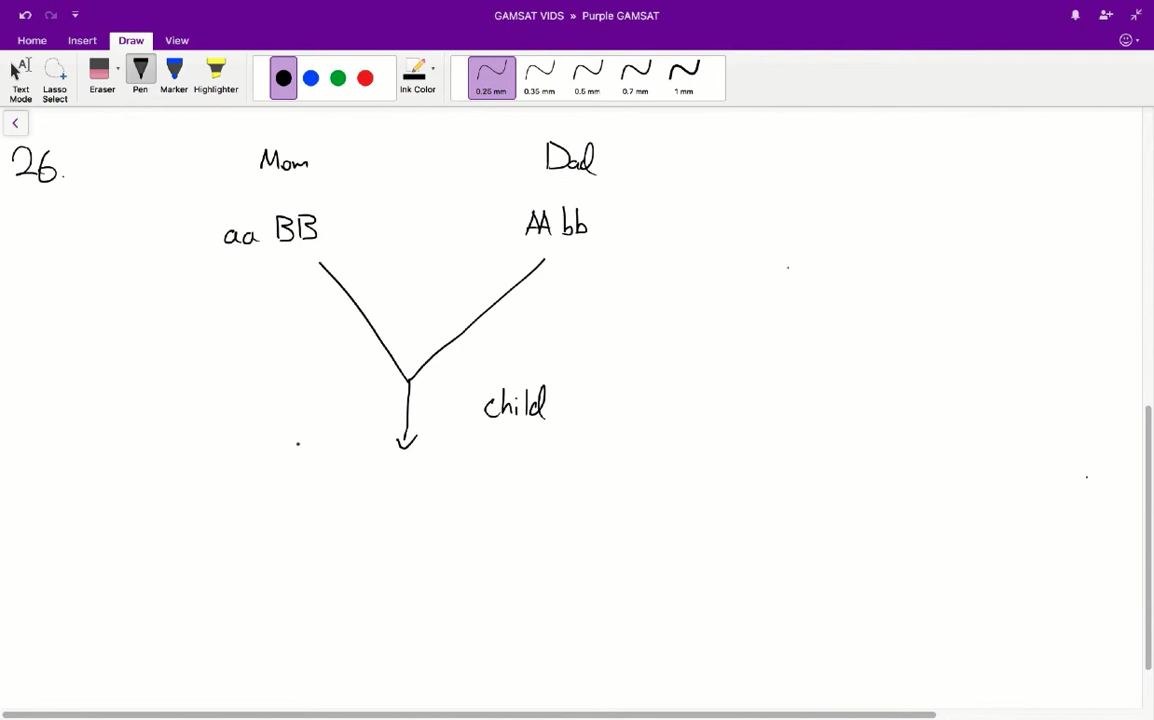 GAMSAT VIDS » Purple GAMSAT
Home Insert Draw View
Text Mode
Lasso Select
Eraser
Pen
Marker
Highlighter
Ink Color
0.25 mm
0.35 mm
0.5 mm
0.7 mm
1 mm
26. Mom Dad
aa BB AA bb
child